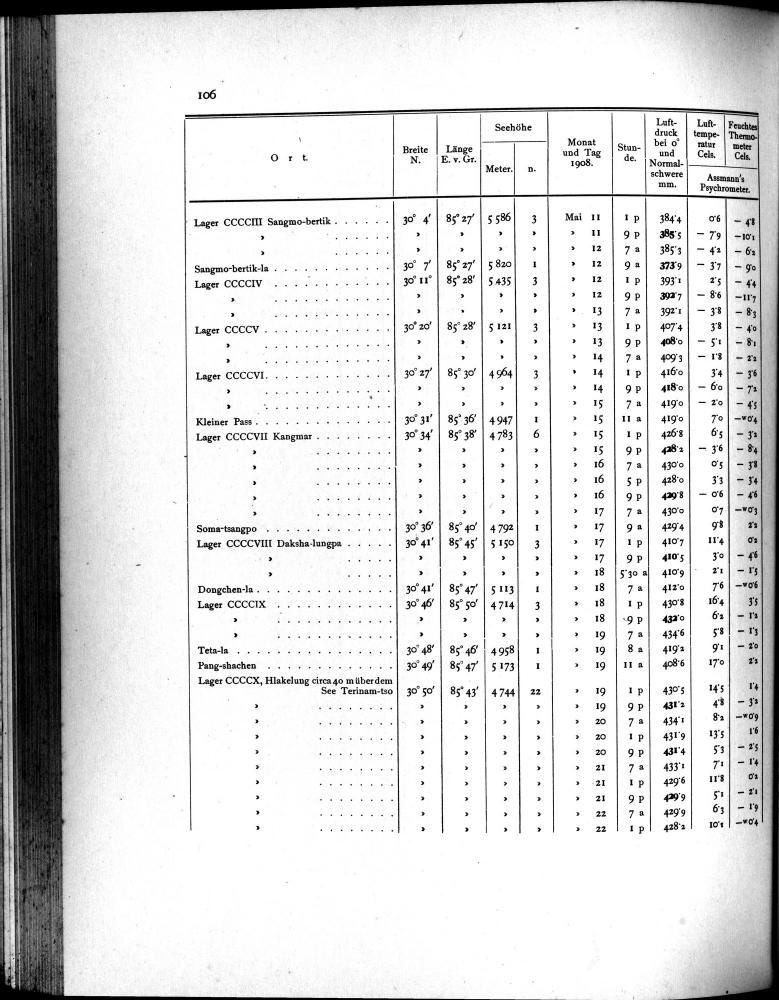 106
Ort.
Breite N.
Länge E. v. Gr.
Seehöhe
Meter.
n.
Monat und Tag 1908.
Stun-de.
Luft-druck bei 0° und Normal-schwere mm.
Luft-tempe-ratur Cels.
Feuchtes Thermo-meter Cels.
Assmann's Psychrometer.
Lager CCCCIII Sangmo-bertik . . . . . . 30° 4′ 85° 27′ 5 586 3 Mai 11 1 p 384·4 0·6 − 4·8
» . . . . . . » » » » » 11 9 p 385·5 − 7·9 −10·1
» . . . . . . » » » » » 12 7 a 385·3 − 4·2 − 6·2
Sangmo-bertik-la . . . . . . . . . . . . 30° 7′ 85° 27′ 5 820 1 » 12 9 a 373·9 − 3·7 − 9·0
Lager CCCCIV . . . . . . . . . . . . . 30° 11° 85° 28′ 5 435 3 » 12 1 p 393·1 2·5 − 4·4
» . . . . . . . . . . . . . » » » » » 12 9 p 392·7 − 8·6 −11·7
» . . . . . . . . . . . . . » » » » » 13 7 a 392·1 − 3·8 − 8·3
Lager CCCCV . . . . . . . . . . . . . . 30° 20′ 85° 28′ 5 121 3 » 13 1 p 407·4 3·8 − 4·0
» . . . . . . . . . . . . . . » » » » » 13 9 p 408·0 − 5·1 − 8·1
» . . . . . . . . . . . . . . » » » » » 14 7 a 409·3 − 1·8 − 2·2
Lager CCCCVI. . . . . . . . . . . . . . 30° 27′ 85° 30′ 4 964 3 » 14 1 p 416·0 3·4 − 3·6
» . . . . . . . . . . . . . » » » » » 14 9 p 418·0 − 6·0 − 7·2
» . . . . . . . . . . . . . » » » » » 15 7 a 419·0 − 2·0 − 4·5
Kleiner Pass . . . . . . . . . . . . . . 30° 31′ 85° 36′ 4 947 1 » 15 11 a 419·0 7·0 −w0·4
Lager CCCCVII Kangmar . . . . . . . . 30° 34′ 85° 38′ 4 783 6 » 15 1 p 426·8 6·5 − 3·2
» . . . . . . . . » » » » » 15 9 p 428·2 − 3·6 − 8·4
» . . . . . . . . » » » » » 16 7 a 430·0 0·5 − 3·8
» . . . . . . . . » » » » » 16 5 p 428·0 3·3 − 3·4
» . . . . . . . . » » » » » 16 9 p 429·8 − 0·6 − 4·6
» . . . . . . . . » » » » » 17 7 a 430·0 0·7 −w0·3
Soma-tsangpo . . . . . . . . . . . . . 30° 36′ 85° 40′ 4 792 1 » 17 9 a 429·4 9·8 2·2
Lager CCCCVIII Daksha-lungpa . . . . . 30° 41′ 85° 45′ 5 150 3 » 17 1 p 410·7 11·4 0·2
» . . . . . » » » » » 17 9 p 410·5 3·0 − 4·6
» . . . . . » » » » » 18 5·30 a 410·9 2·1 − 1·5
Dongchen-la . . . . . . . . . . . . . . 30° 41′ 85° 47′ 5 113 1 » 18 7 a 412·0 7·6 −w0·6
Lager CCCCIX . . . . . . . . . . . . . 30° 46′ 85° 50′ 4 714 3 » 18 1 p 430·8 16·4 3·5
» . . . . . . . . . . . . . » » » » » 18 9 p 432·0 6·2 − 1·2
» . . . . . . . . . . . . . » » » » » 19 7 a 434·6 5·8 − 1·3
Teta-la . . . . . . . . . . . . . . . . 30° 48′ 85° 46′ 4 958 1 » 19 8 a 419·2 9·1 − 2·0
Pang-shachen . . . . . . . . . . . . . 30° 49′ 85° 47′ 5 173 1 » 19 11 a 408·6 17·0 2·2
Lager CCCCX, Hlakelung circa 40 m über dem
See Terinam-tso 30° 50′ 85° 43′ 4 744 22 » 19 1 p 430·5 14·5 1·4
» . . . . . . . . » » » » » 19 9 p 431·2 4·8 − 3·2
» . . . . . . . . » » » » » 20 7 a 434·1 8·2 −w0·9
» . . . . . . . . » » » » » 20 1 p 431·9 13·5 1·6
» . . . . . . . . » » » » » 20 9 p 431·4 5·3 − 2·5
» . . . . . . . . » » » » » 21 7 a 433·1 7·1 − 1·4
» . . . . . . . . » » » » » 21 1 p 429·6 11·8 0·2
» . . . . . . . . » » » » » 21 9 p 429·9 5·1 − 2·1
» . . . . . . . . » » » » » 22 7 a 429·9 6·3 − 1·9
» . . . . . . . . » » » » » 22 1 p 428·2 10·1 −w0·4